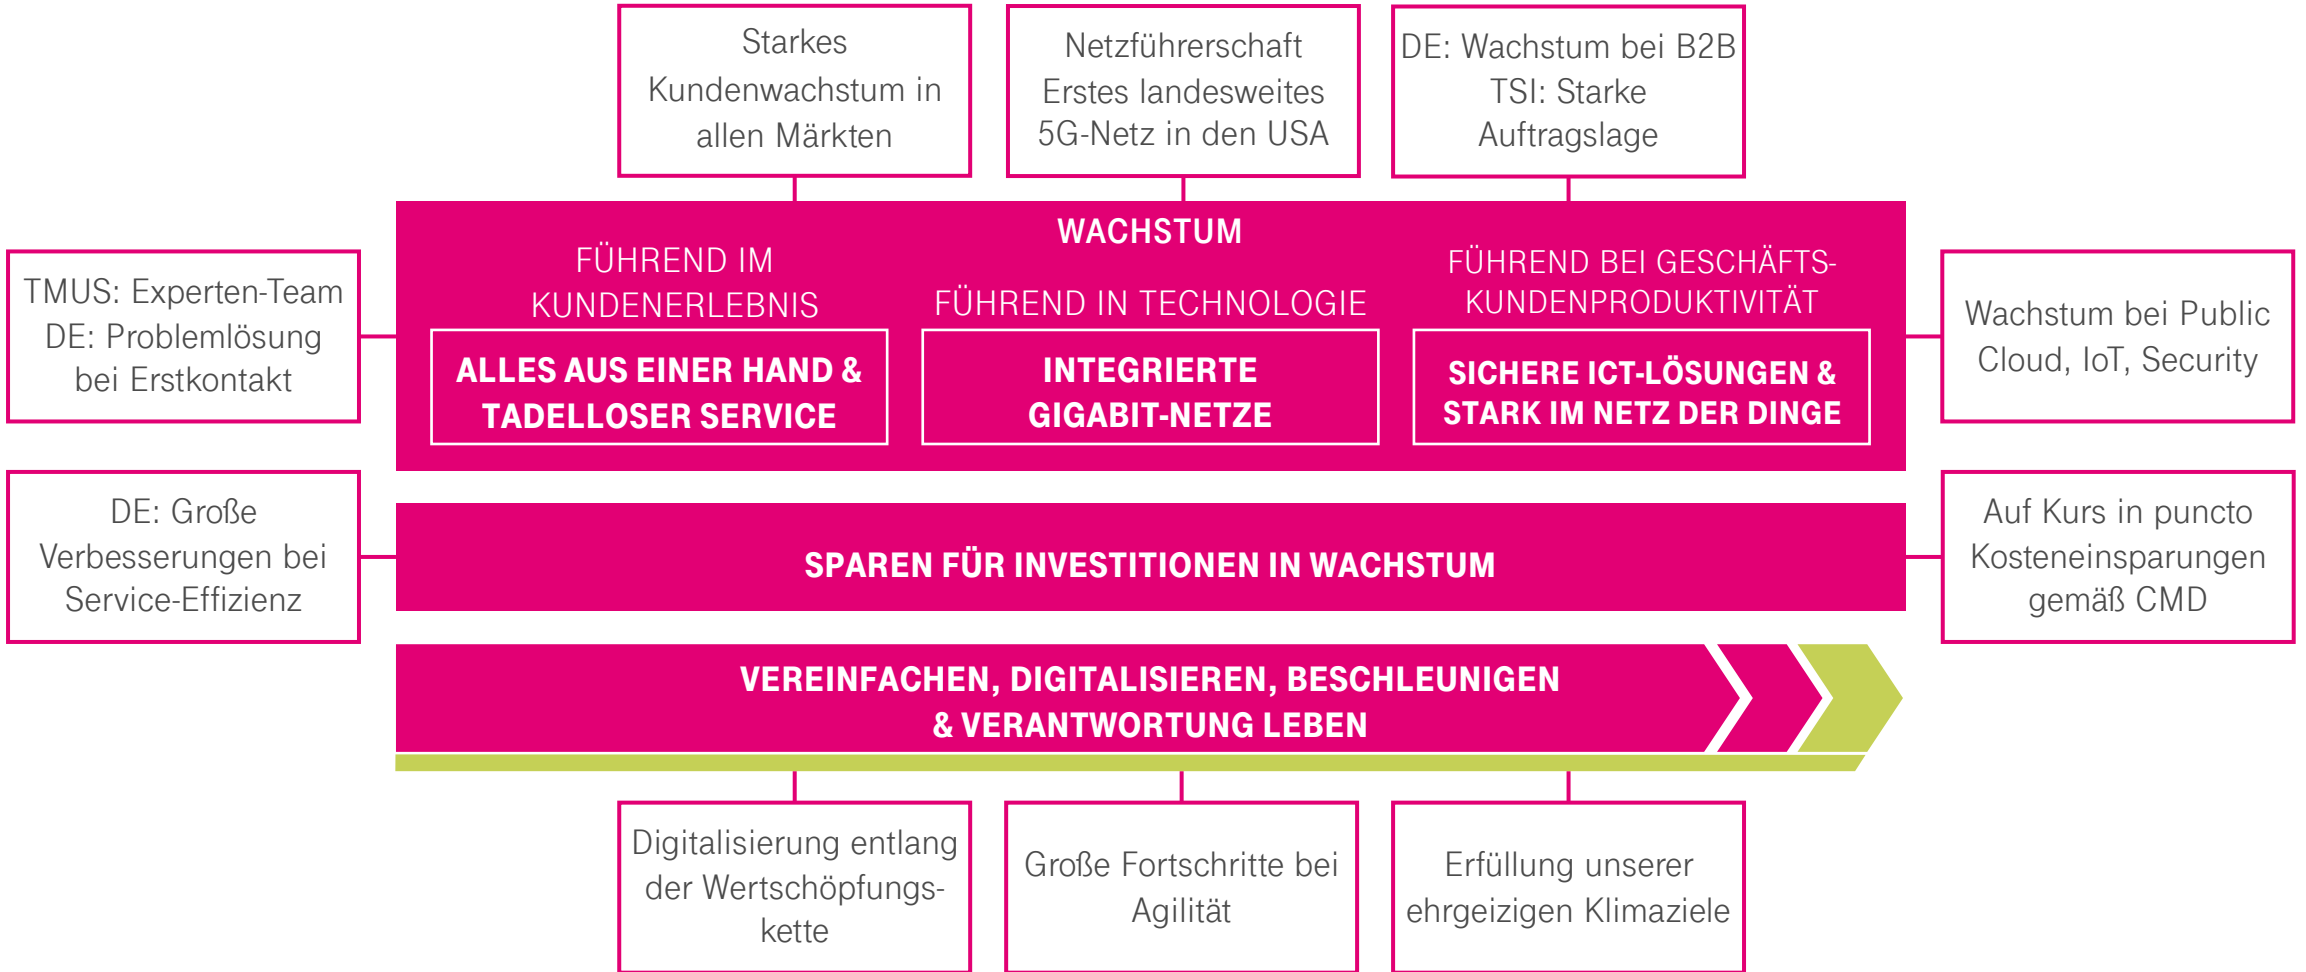 Starkes
Kundenwachstum in
allen Märkten
Netzführerschaft
Erstes landesweites
5G-Netz in den USA
DE: Wachstum bei B2B
TSI: Starke
Auftragslage
TMUS: Experten-Team
DE: Problemlösung
bei Erstkontakt
WACHSTUM
FÜHREND IM
KUNDENERLEBNIS
ALLES AUS EINER HAND &
TADELLOSER SERVICE
FÜHREND IN TECHNOLOGIE
INTEGRIERTE
GIGABIT-NETZE
FÜHREND BEI GESCHÄFTS-
KUNDENPRODUKTIVITÄT
SICHERE ICT-LÖSUNGEN &
STARK IM NETZ DER DINGE
Wachstum bei Public
Cloud, IoT, Security
DE: Große
Verbesserungen bei
Service-Effizienz
SPAREN FÜR INVESTITIONEN IN WACHSTUM
Auf Kurs in puncto
Kosteneinsparungen
gemäß CMD
VEREINFACHEN, DIGITALISIEREN, BESCHLEUNIGEN
& VERANTWORTUNG LEBEN
Digitalisierung entlang
der Wertschöpfungs-
kette
Große Fortschritte bei
Agilität
Erfüllung unserer
ehrgeizigen Klimaziele